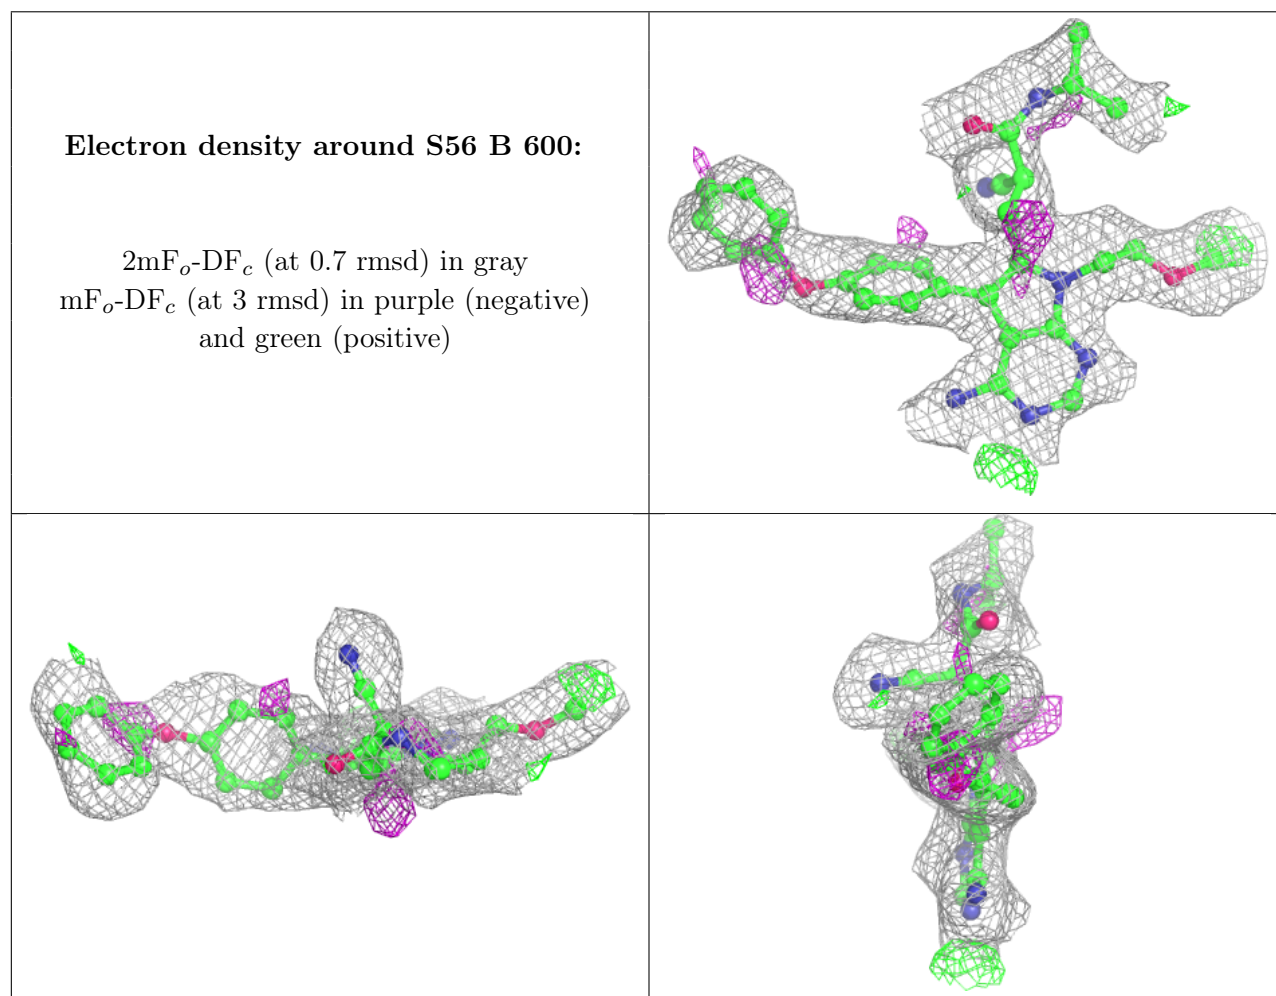 Electron density around S56 B 600:
2mFo-DFc (at 0.7 rmsd) in gray
mFo-DFc (at 3 rmsd) in purple (negative)
and green (positive)